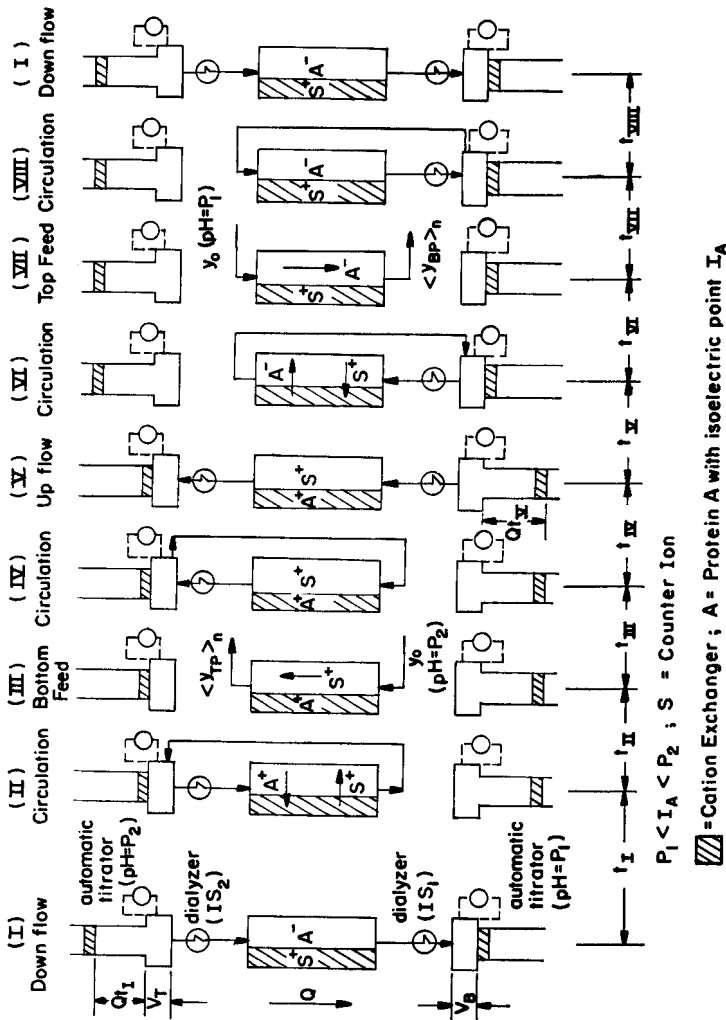 (I)
Down flow
(II)
Circulation
(III)
Bottom
Feed
(IV)
Circulation
(V)
Up flow
(VI)
Circulation
(VII)
Top Feed
(VIII)
Circulation
(I)
Down flow
automatic
titrator
(pH=P₂)
Qt_I
V_T
dialyzer
(IS₂)
Q
S⁺ A⁻
dialyzer
(IS₁)
V_B
automatic
titrator
(pH=P₁)
A⁺
S⁺
<y_TP>_n
A⁺ S⁺
y₀
(pH=P₂)
A⁺ S⁺
A⁺ S⁺
Qt_V
A⁻
S⁺
y₀ (pH=P₁)
S⁺ A⁻
<y_BP>_n
S⁺ A⁻
S⁺ A⁻
t_I
t_II
t_III
t_IV
t_V
t_VI
t_VII
t_VIII
P₁ < I_A < P₂ ; S = Counter Ion
=Cation Exchanger ; A = Protein A with isoelectric point I_A